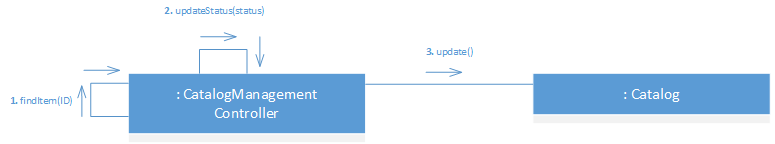 2. updateStatus(status)
3. update()
1. findItem(ID)
: CatalogManagement
Controller
: Catalog